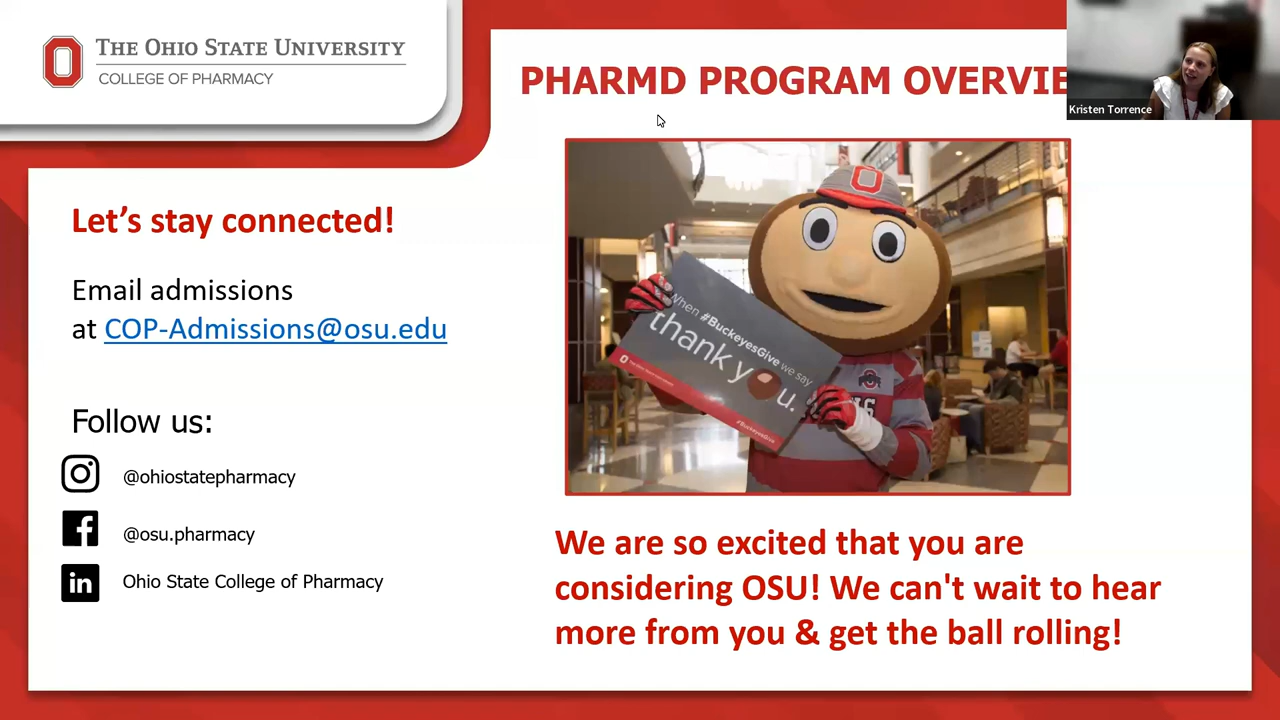 THE OHIO STATE UNIVERSITY
COLLEGE OF PHARMACY
PHARMD PROGRAM OVERVIE
Kristen Torrence
Let's stay connected!
Email admissions
at COP-Admissions@osu.edu
Follow us:
@ohiostatepharmacy
@osu.pharmacy
in
Ohio State College of Pharmacy
When #BuckeyesGive we say
thank you.
#BuckeyesGive
We are so excited that you are
considering OSU! We can't wait to hear
more from you & get the ball rolling!